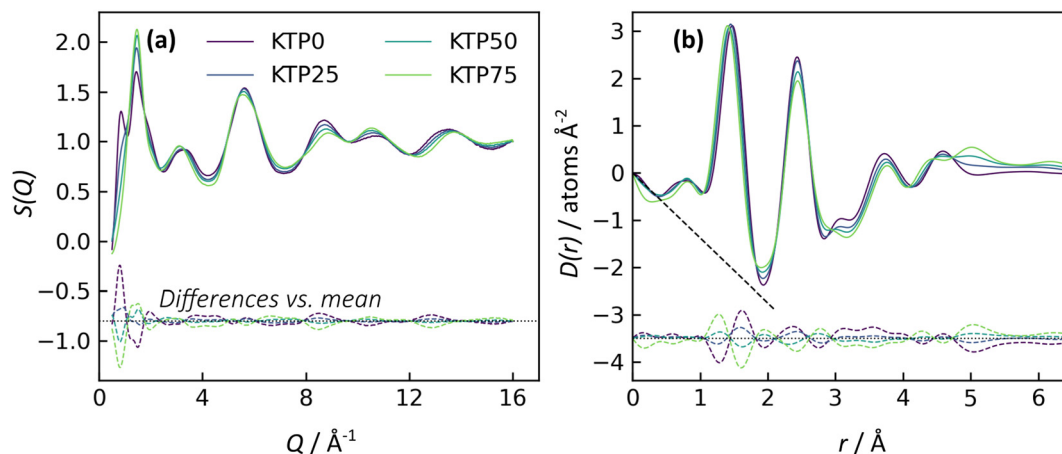 (a)
KTP0
KTP25
KTP50
KTP75
2.0
1.5
1.0
0.5
0.0
−0.5
−1.0
S(Q)
Differences vs. mean
0
4
8
12
16
Q / Å⁻¹
(b)
3
2
1
0
−1
−2
−3
−4
D(r) / atoms Å⁻²
0
1
2
3
4
5
6
r / Å